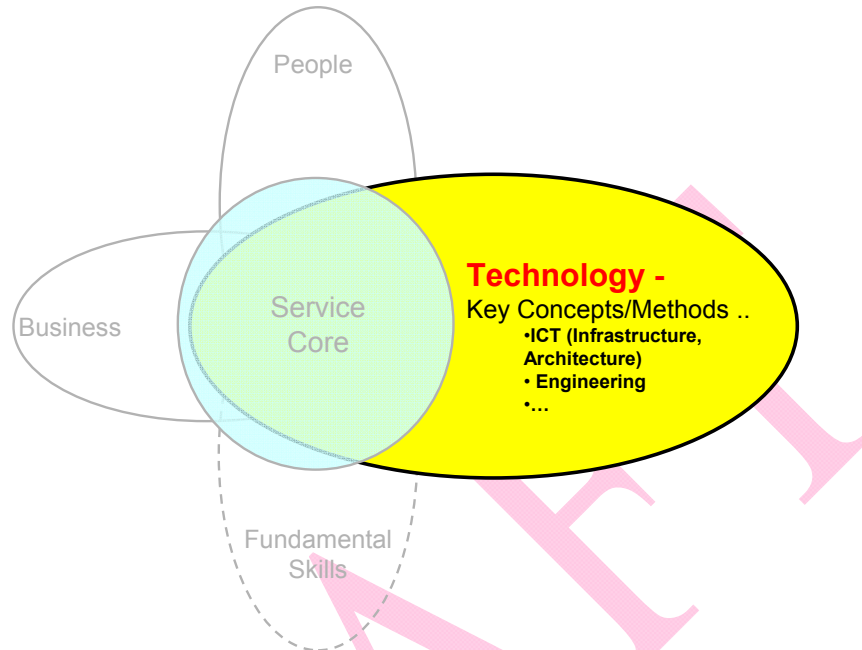 People
Technology -
Key Concepts/Methods ..
•ICT (Infrastructure,
Architecture)
• Engineering
•...
Service
Core
Business
Fundamental
Skills